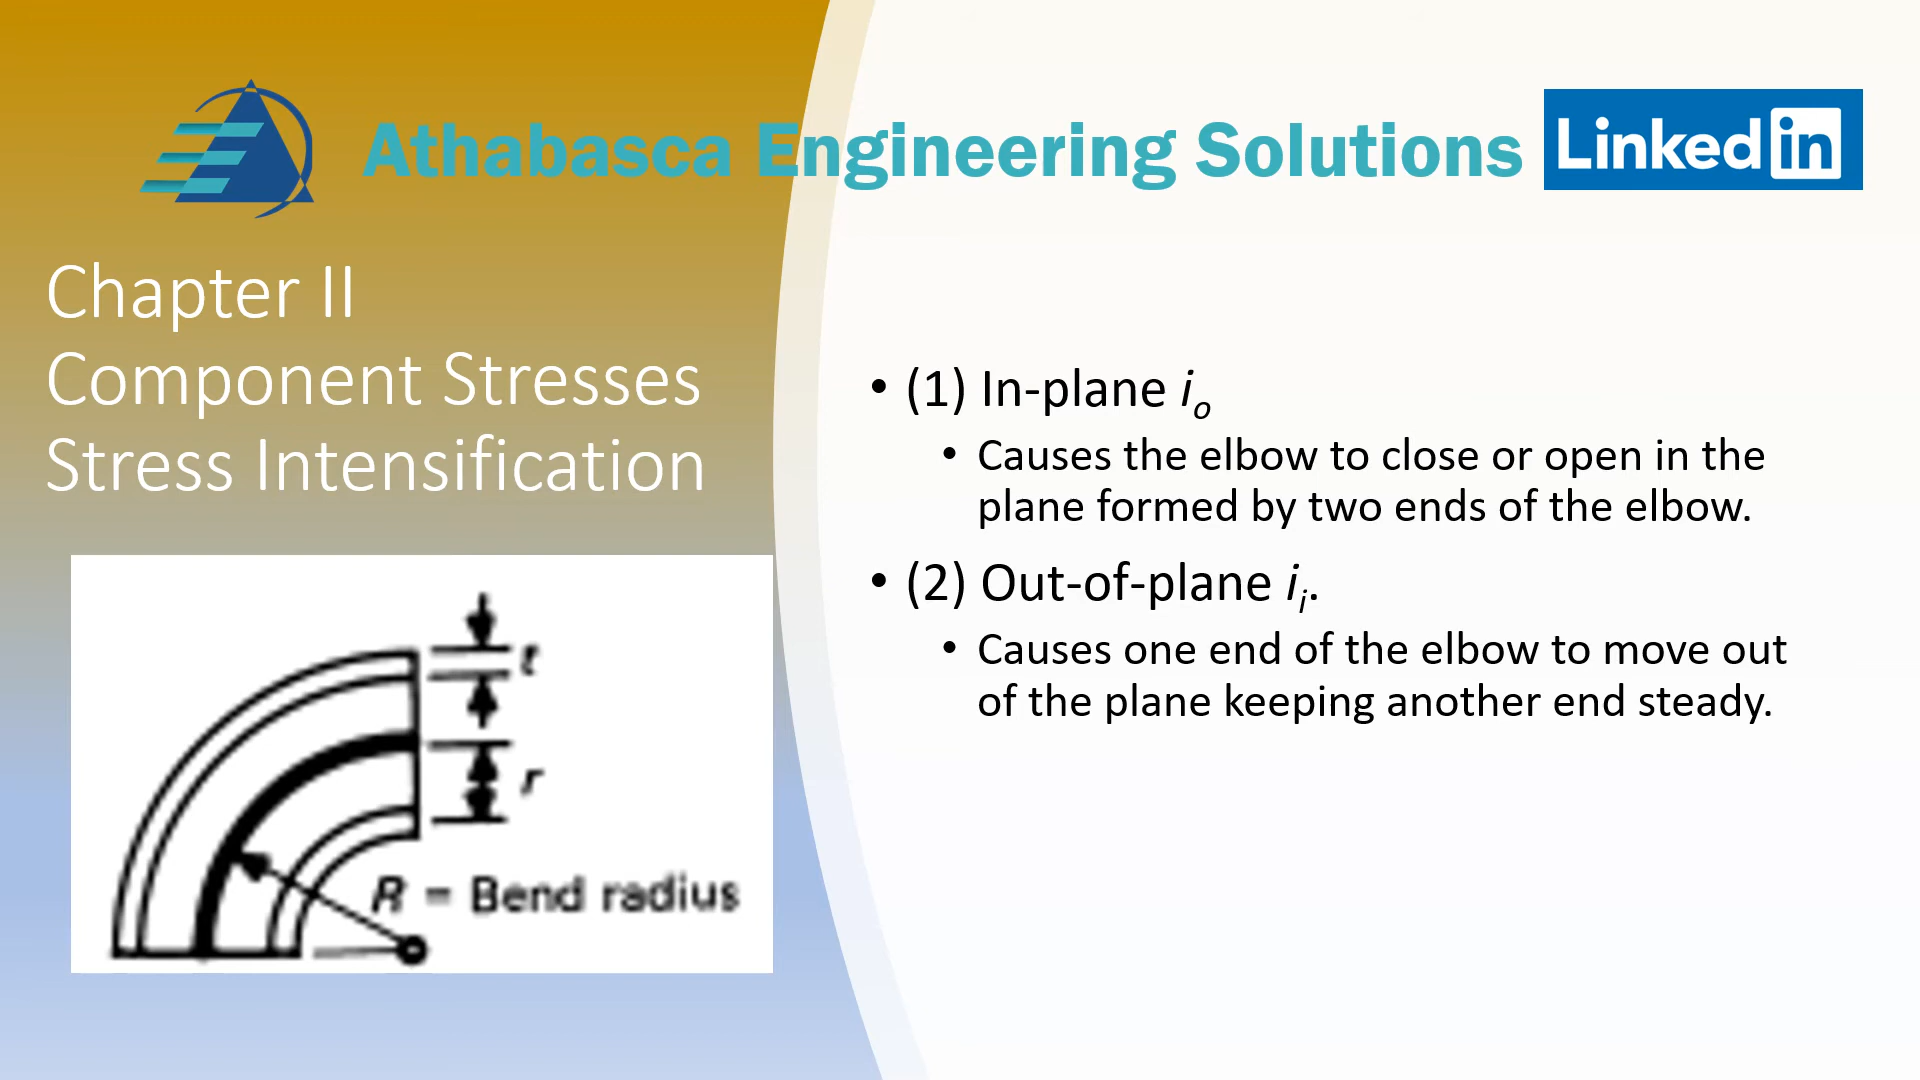 Athabasca Engineering Solutions
Linked in
Chapter II
Component Stresses
Stress Intensification
t
r
R = Bend radius
• (1) In-plane iₒ
• Causes the elbow to close or open in the
plane formed by two ends of the elbow.
• (2) Out-of-plane iᵢ.
• Causes one end of the elbow to move out
of the plane keeping another end steady.